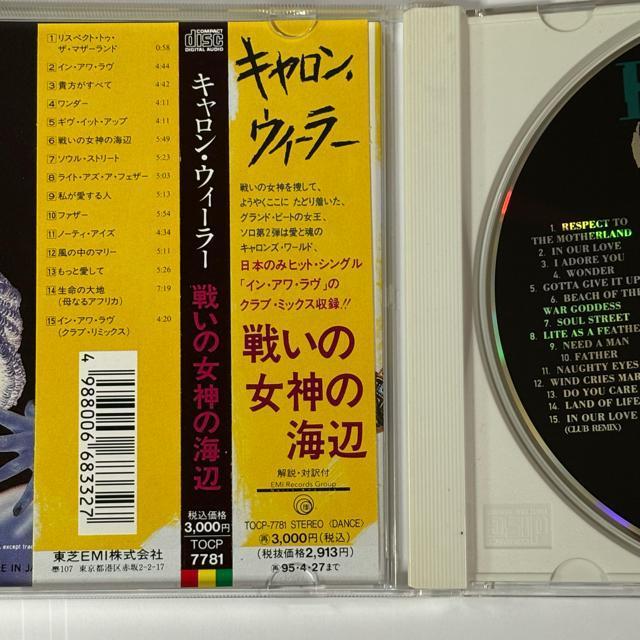 1 リスペクト・トゥ・
ザ・マザーランド 0:58
2 イン・アワ・ラヴ 4:44
3 貴方がすべて 4:42
4 ワンダー 4:11
5 ギヴ・イット・アップ 4:11
6 戦いの女神の海辺 5:49
7 ソウル・ストリート 5:23
8 ライト・アズ・ア・フェザー 5:03
9 私が愛する人 5:13
10 ファザー 5:54
11 ノーティ・アイズ 4:34
12 風の中のマリー 5:11
13 もっと愛して 5:26
14 生命の大地 7:19
(母なるアフリカ)
15 イン・アワ・ラヴ 4:20
(クラブ・リミックス)
4 988006 683327
東芝EMI株式会社
〒107 東京都港区赤坂2-2-17
except trac
E IN JA
COMPACT
disc
DIGITAL AUDIO
キャロン・ウィーラー
戦いの女神の海辺
税込価格
3,000円
TOCP
7781
キャロン・
ウィーラー
戦いの女神を捜して、
ようやくここに たどり着いた、
グランド・ビートの女王、
ソロ第2弾は愛と魂の
キャロンズ・ワールド、
日本のみヒット・シングル
「イン・アワ・ラヴ」の
クラブ・ミックス収録!!
戦いの
女神の
海辺
解説・対訳付
EMI Records Group
TOCP-7781 STEREO 〈DANCE〉
再 3,000円(税込)
(税抜価格2,913円)
再 95・4・27まで
1. RESPECT TO
THE MOTHERLAND
2. IN OUR LOVE
3. I ADORE YOU
4. WONDER
5. GOTTA GIVE IT UP
6. BEACH OF THE
WAR GODDESS
7. SOUL STREET
8. LITE AS A FEATHE
9. NEED A MAN
10. FATHER
11. NAUGHTY EYES
12. WIND CRIES MAR
13. DO YOU CARE
14. LAND OF LIFE
15. IN OUR LOVE
(CLUB REMIX)